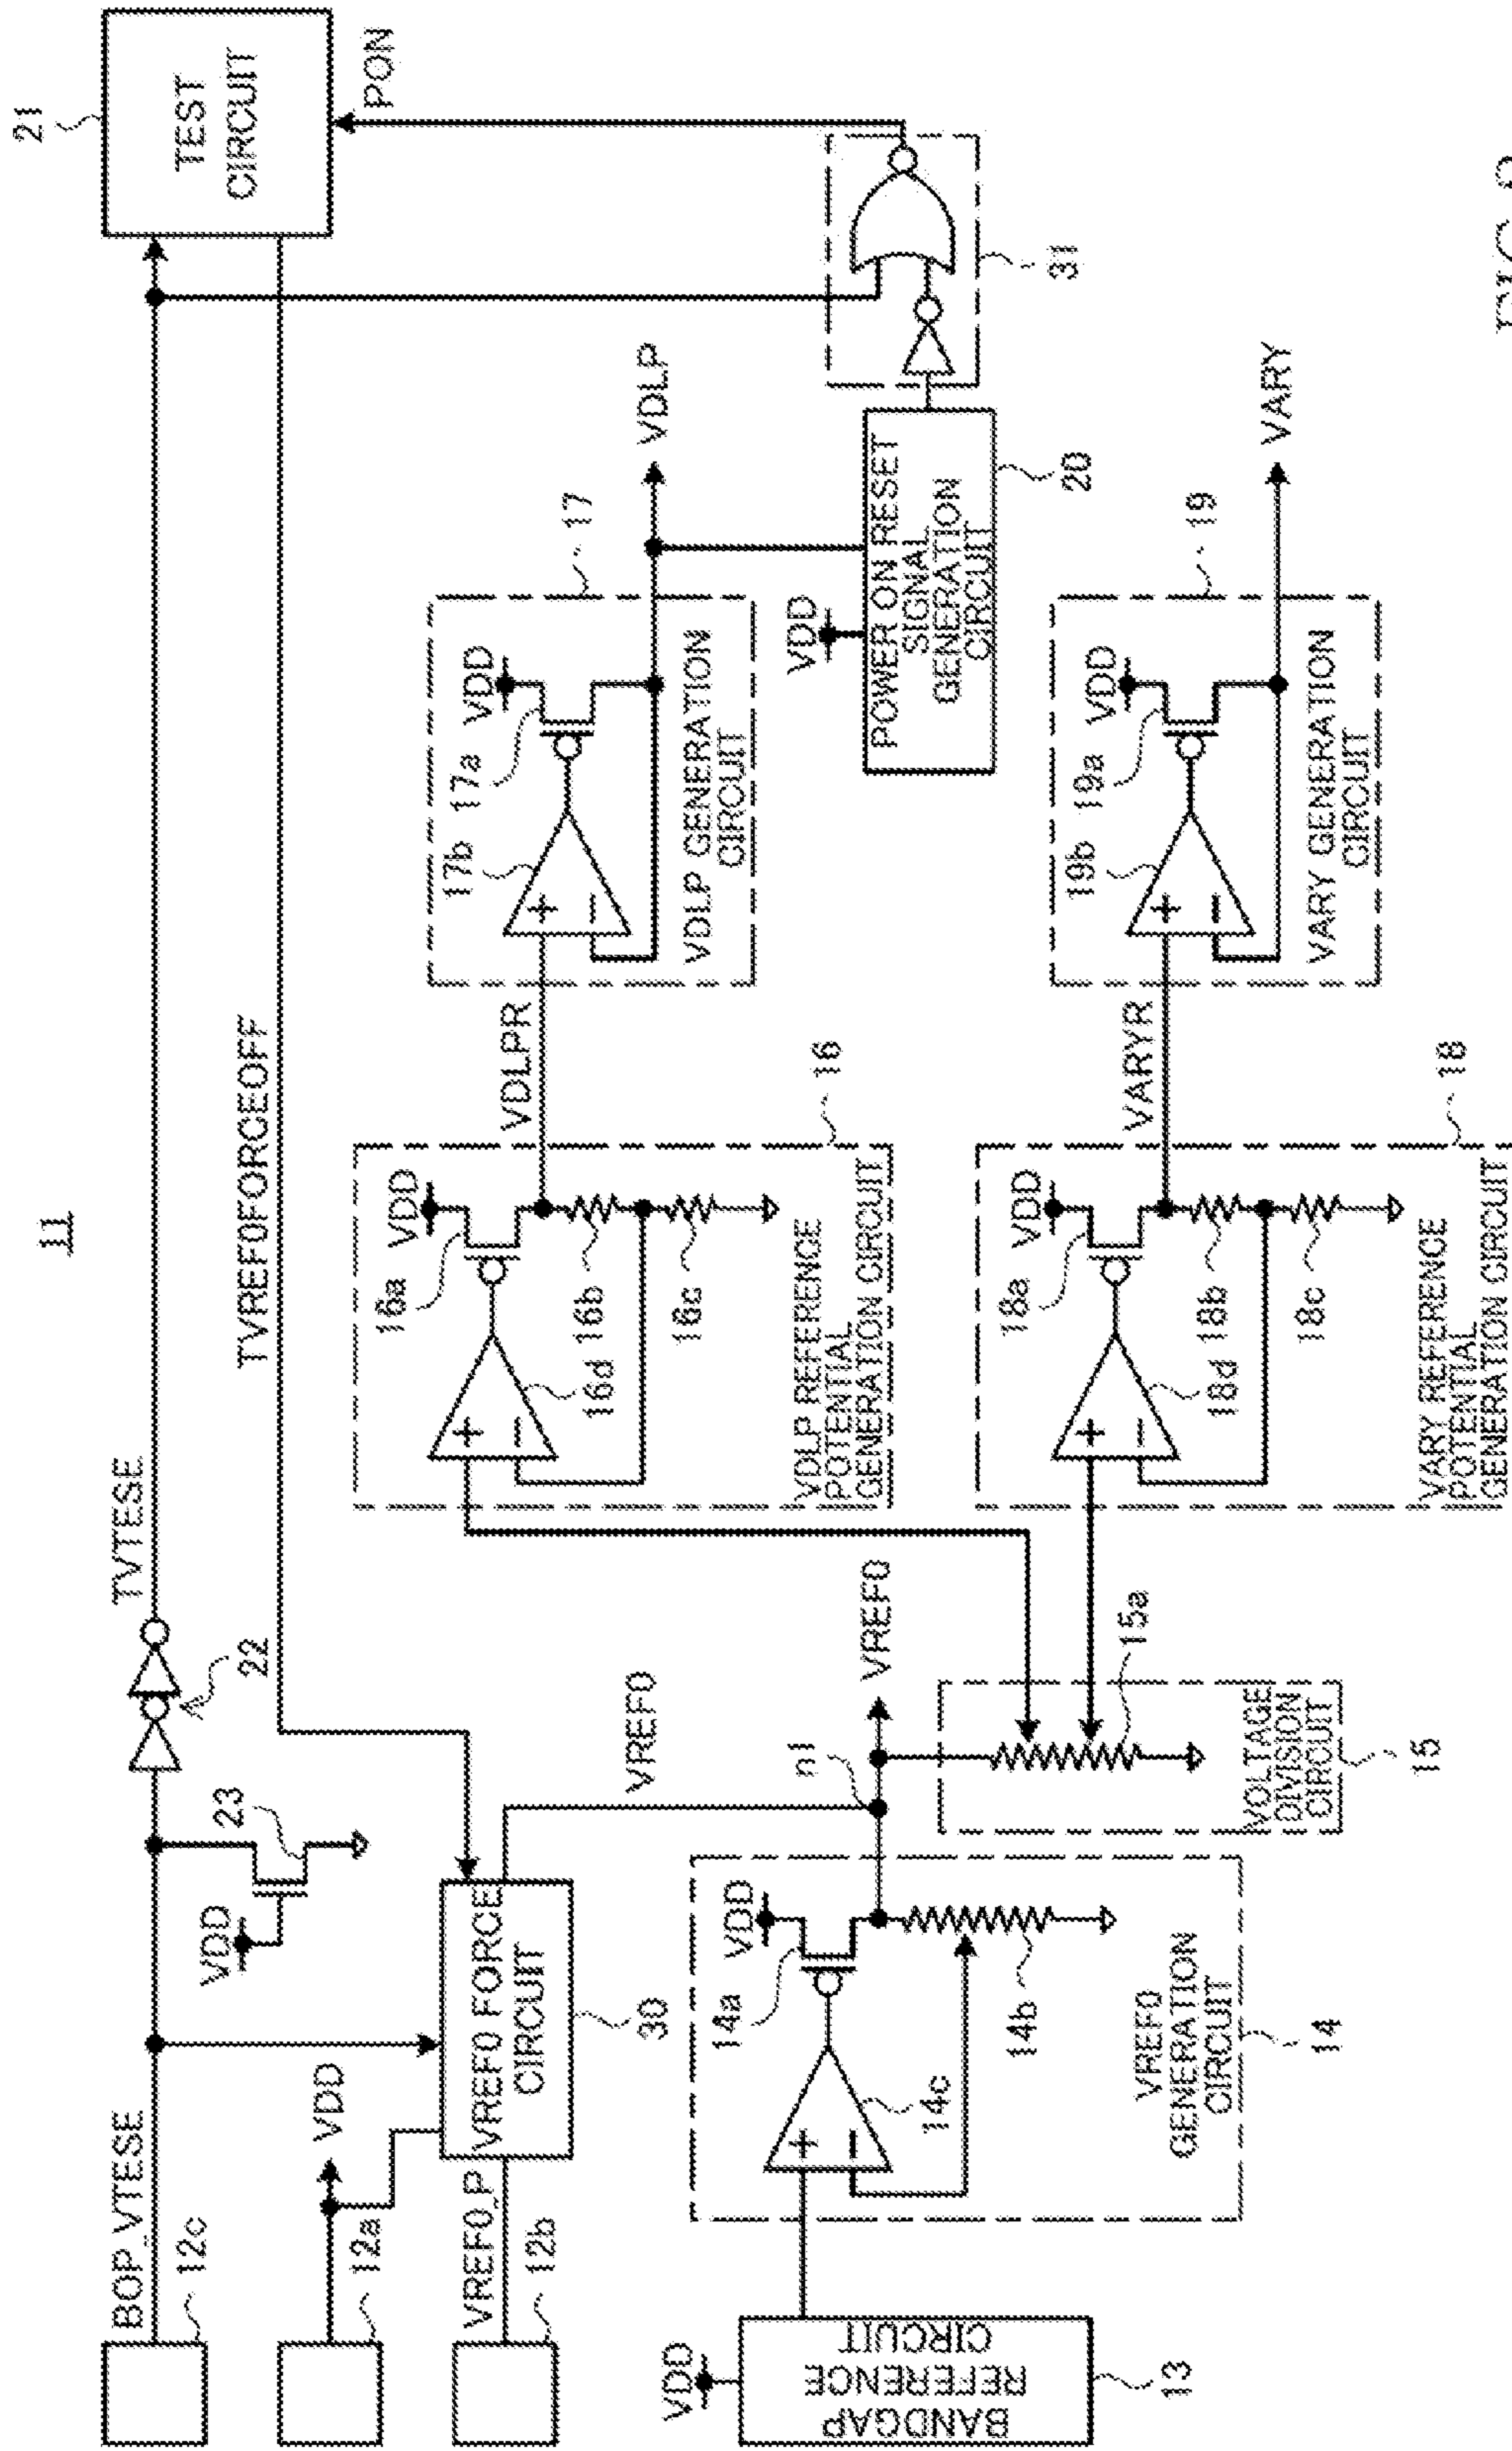 11
21
TEST
CIRCUIT
PON
BOP_VTESE
12c
TVTESE
22
23
VDD
TVREF0FORCEOFF
VDD
12a
VREF0_P
12b
VREF0 FORCE
CIRCUIT
30
VREF0
n1
VREF0
VDD
BANDGAP
REFERENCE
CIRCUIT
13
VDD
14a
14b
14c
VREF0
GENERATION
CIRCUIT
14
15a
VOLTAGE
DIVISION
CIRCUIT
15
VDD
16a
16b
16c
16d
VDLP REFERENCE
POTENTIAL
GENERATION CIRCUIT
16
VDLPR
VDD
17a
17b
VDLP GENERATION
CIRCUIT
17
VDLP
VDD
POWER ON RESET
SIGNAL
GENERATION
CIRCUIT
20
31
VDD
18a
18b
18c
18d
VARY REFERENCE
POTENTIAL
GENERATION CIRCUIT
18
VARYR
VDD
19a
19b
VARY GENERATION
CIRCUIT
19
VARY